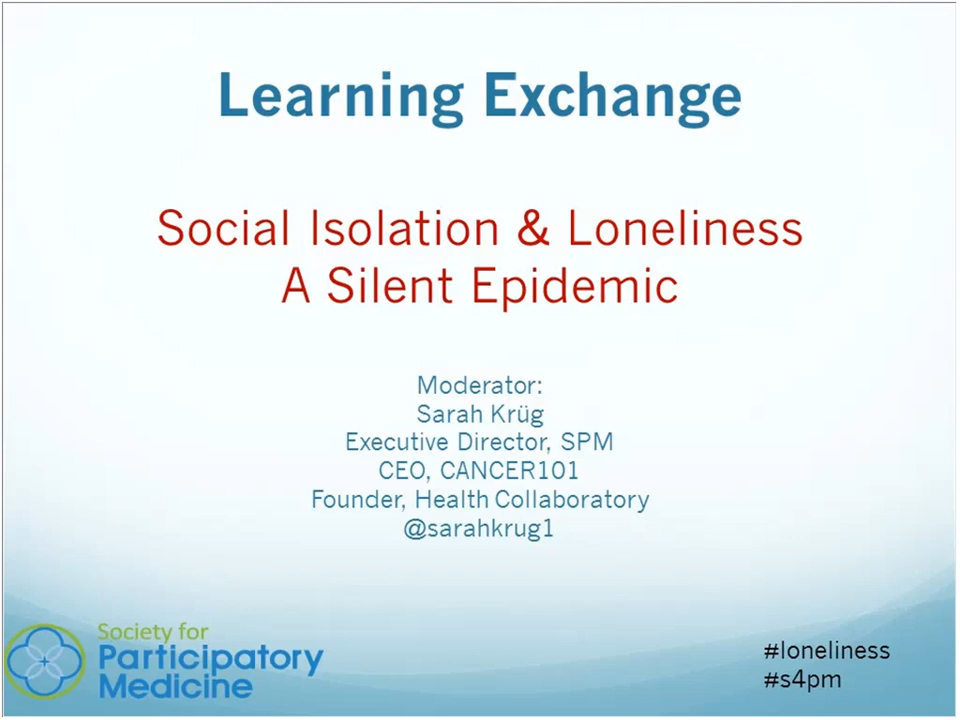 Learning Exchange
Social Isolation & Loneliness
A Silent Epidemic
Moderator:
Sarah Krüg
Executive Director, SPM
CEO, CANCER101
Founder, Health Collaboratory
@sarahkrug1
Society for
Participatory
Medicine
#loneliness
#s4pm